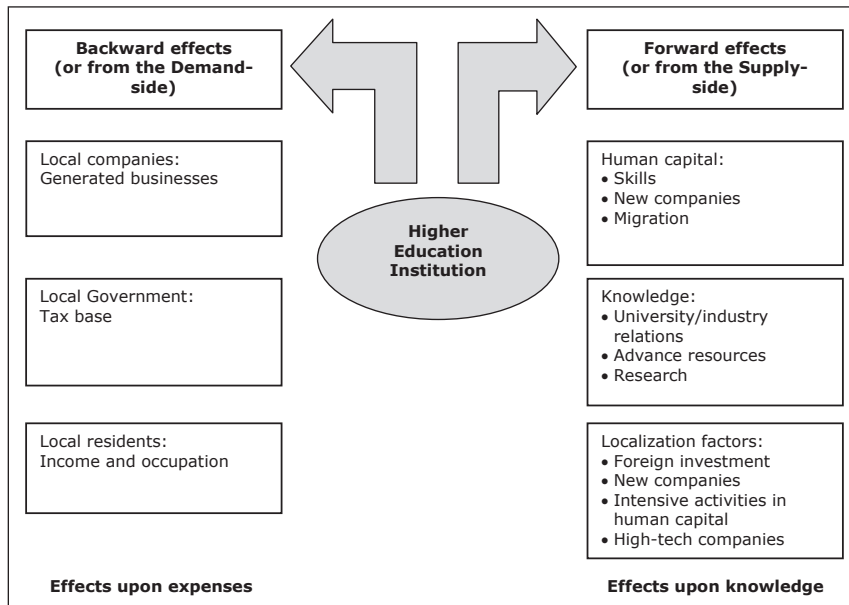 Backward effects
(or from the Demand-
side)
Local companies:
Generated businesses
Local Government:
Tax base
Local residents:
Income and occupation
Effects upon expenses
Higher
Education
Institution
Forward effects
(or from the Supply-
side)
Human capital:
• Skills
• New companies
• Migration
Knowledge:
• University/industry
relations
• Advance resources
• Research
Localization factors:
• Foreign investment
• New companies
• Intensive activities in
human capital
• High-tech companies
Effects upon knowledge